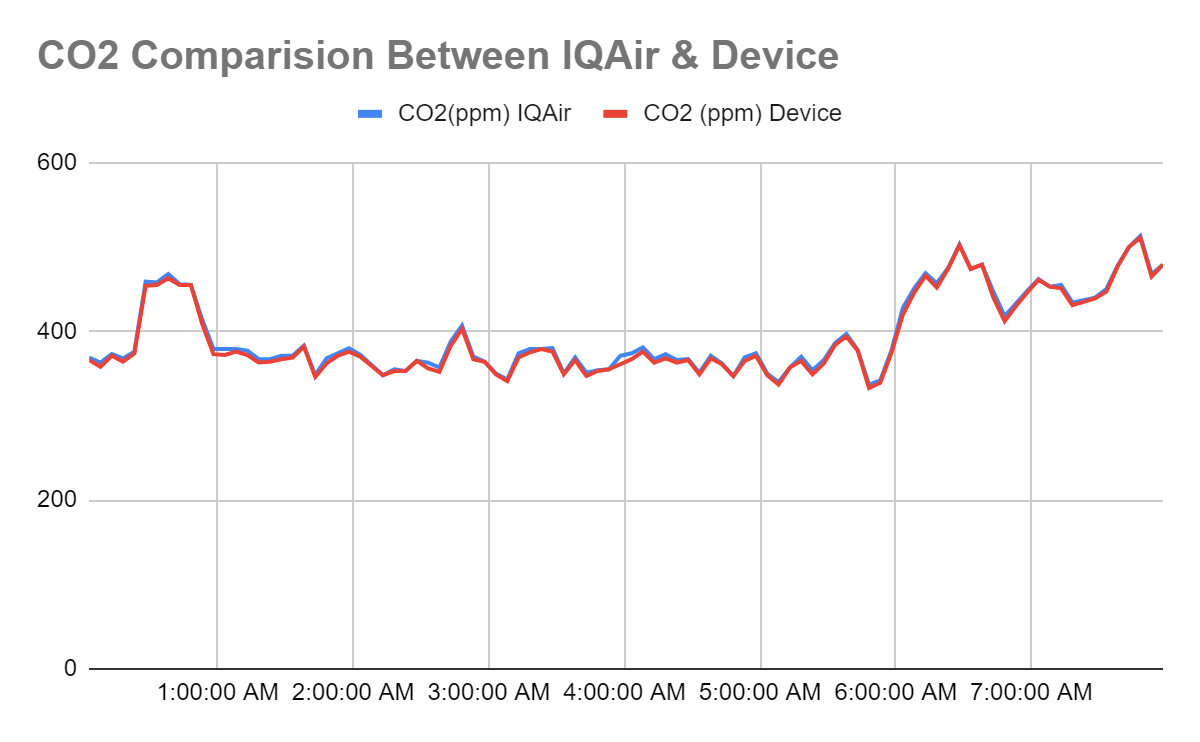 CO2 Comparision Between IQAir & Device
CO2(ppm) IQAir CO2 (ppm) Device
600
400
200
0
1:00:00 AM 2:00:00 AM 3:00:00 AM 4:00:00 AM 5:00:00 AM 6:00:00 AM 7:00:00 AM